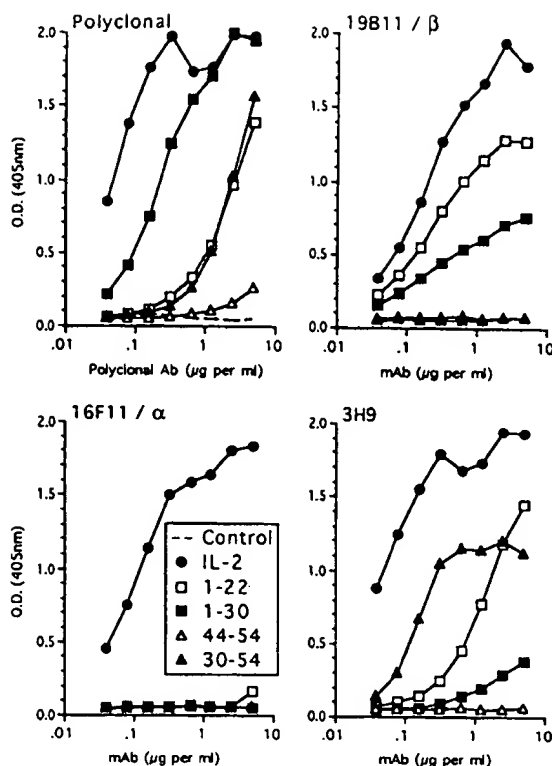 Polyclonal
2.0
1.5
1.0
0.5
0.0
O.D. (405nm)
.01 .1 1 10
Polyclonal Ab (µg per ml)
19B11 / β
2.0
1.5
1.0
0.5
0.0
O.D. (405nm)
.01 .1 1 10
mAb (µg per ml)
16F11 / α
2.0
1.5
1.0
0.5
0.0
O.D. (405nm)
Control
IL-2
1-22
1-30
44-54
30-54
.01 .1 1 10
mAb (µg per ml)
3H9
2.0
1.5
1.0
0.5
0.0
O.D. (405nm)
.01 .1 1 10
mAb (µg per ml)